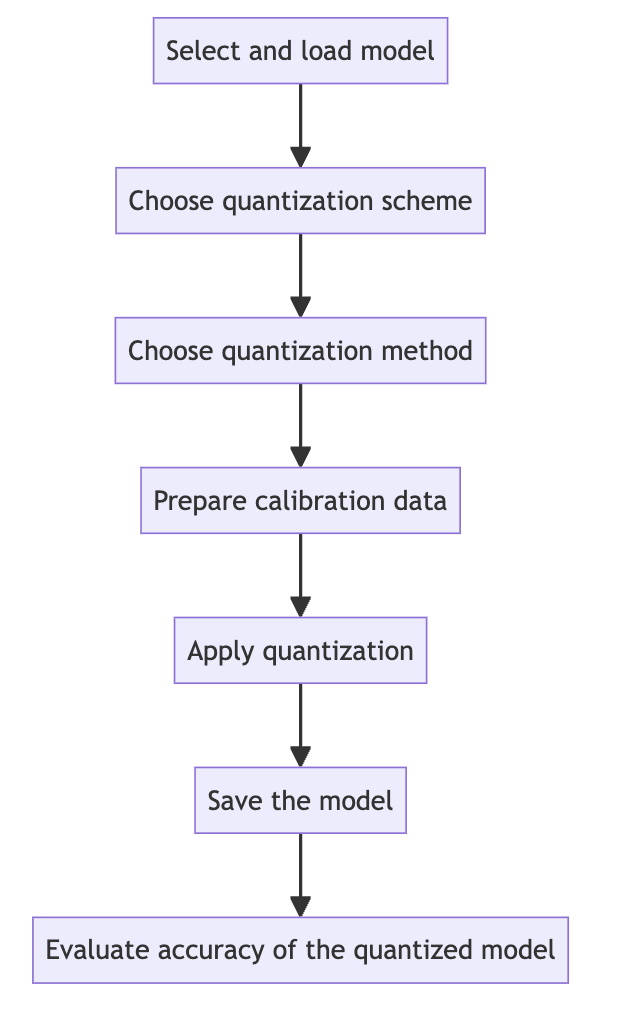 Select and load model
Choose quantization scheme
Choose quantization method
Prepare calibration data
Apply quantization
Save the model
Evaluate accuracy of the quantized model